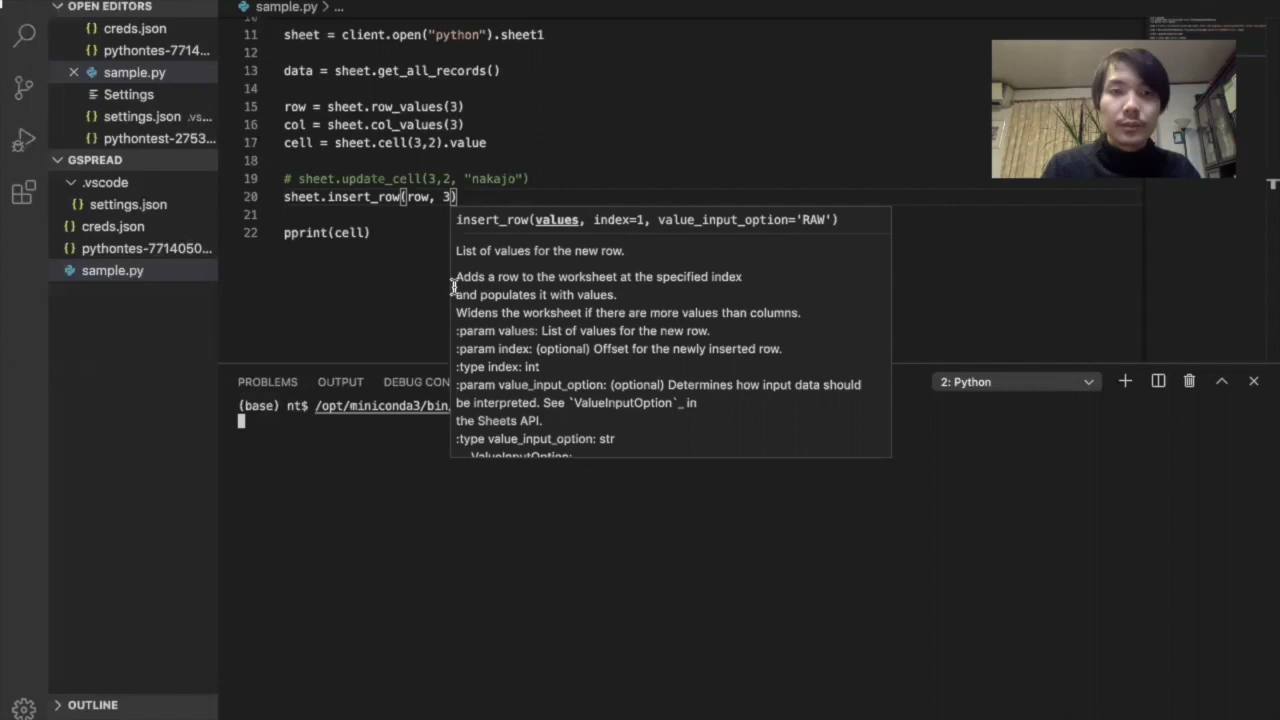 OPEN EDITORS
creds.json
pythontes-7714...
sample.py
Settings
settings.json .vs...
pythontest-2753...
GSPREAD
.vscode
settings.json
creds.json
pythontes-7714050...
sample.py
OUTLINE
sample.py > ...
11 sheet = client.open("python").sheet1
12
13 data = sheet.get_all_records()
14
15 row = sheet.row_values(3)
16 col = sheet.col_values(3)
17 cell = sheet.cell(3,2).value
18
19 # sheet.update_cell(3,2, "nakajo")
20 sheet.insert_row(row, 3)
21
22 pprint(cell)
insert_row(values, index=1, value_input_option='RAW')
List of values for the new row.
Adds a row to the worksheet at the specified index
and populates it with values.
Widens the worksheet if there are more values than columns.
:param values: List of values for the new row.
:param index: (optional) Offset for the newly inserted row.
:type index: int
:param value_input_option: (optional) Determines how input data should
be interpreted. See `ValueInputOption`_ in
the Sheets API.
:type value_input_option: str
ValueInputOption:
PROBLEMS OUTPUT DEBUG CON
2: Python
(base) nt$ /opt/miniconda3/bin